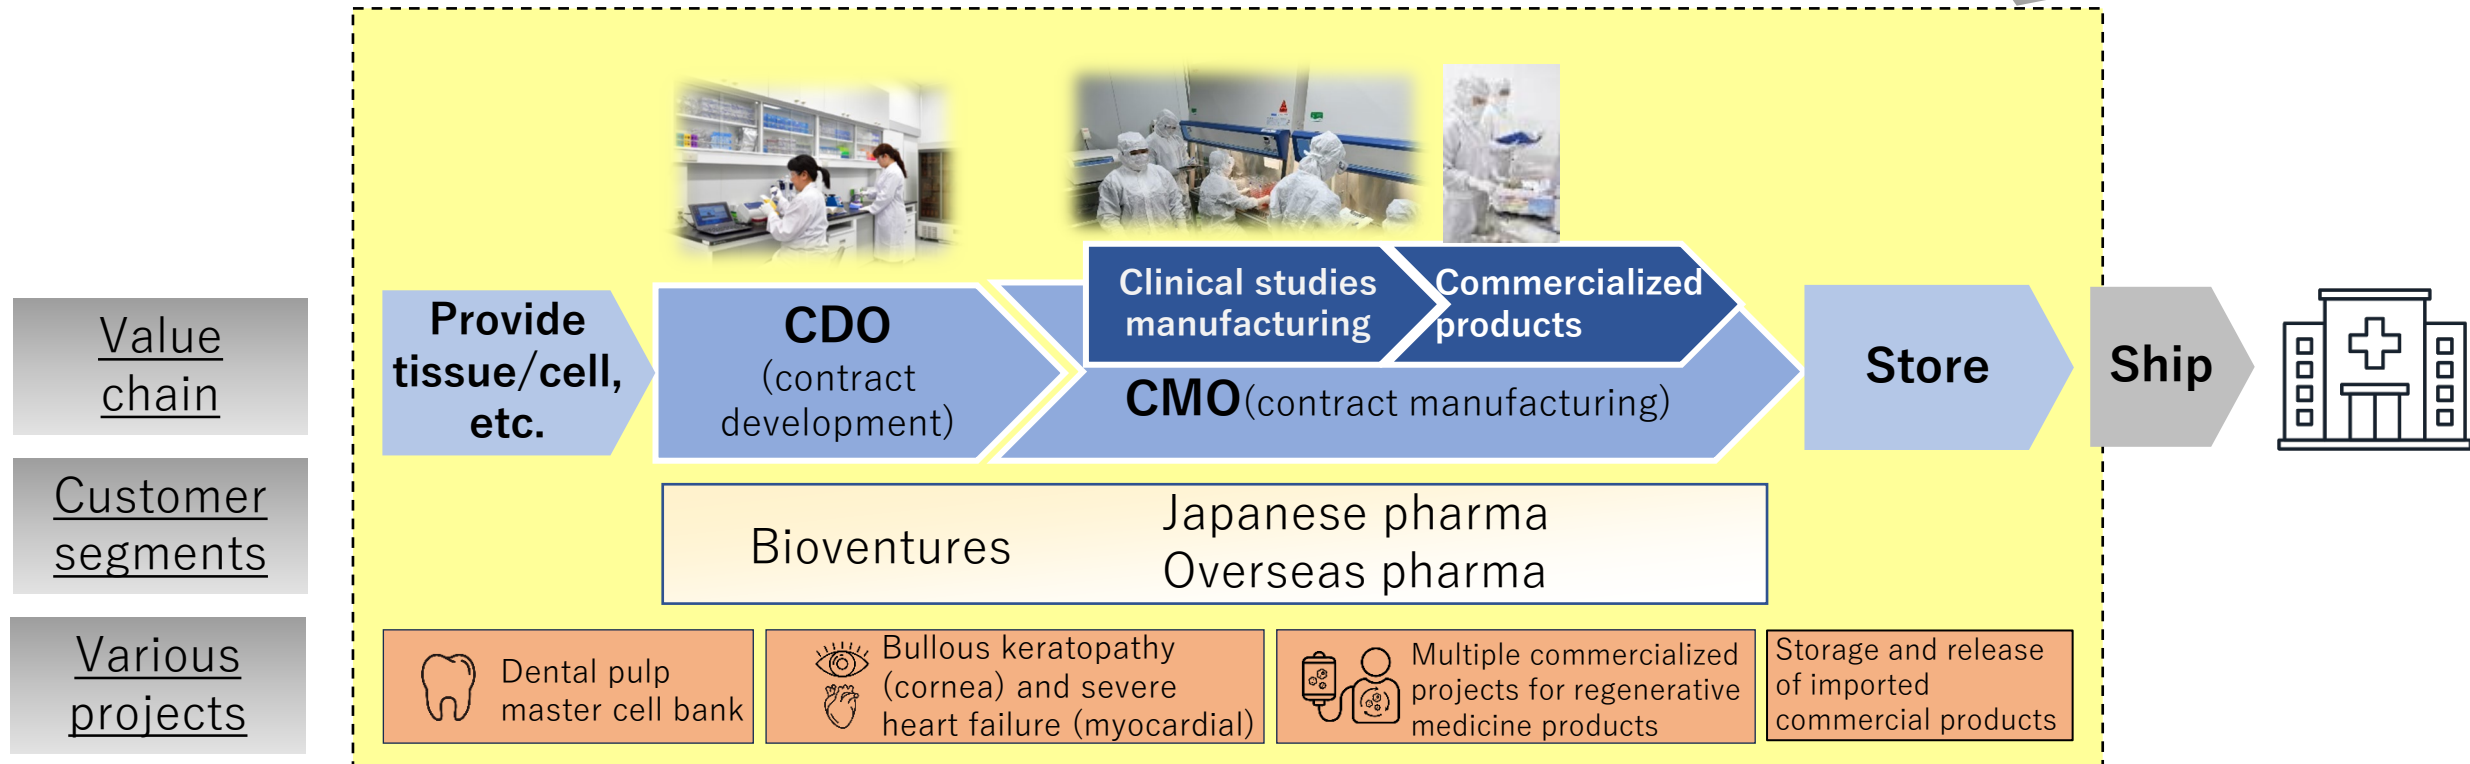 Value
chain
Provide
tissue/cell,
etc.
CDO
(contract
development)
Clinical studies
manufacturing
Commercialized
products
CMO(contract manufacturing)
Store
Ship
Customer
segments
Bioventures
Japanese pharma
Overseas pharma
Various
projects
Dental pulp
master cell bank
Bullous keratopathy
(cornea) and severe
heart failure (myocardial)
Multiple commercialized
projects for regenerative
medicine products
Storage and release
of imported
commercial products